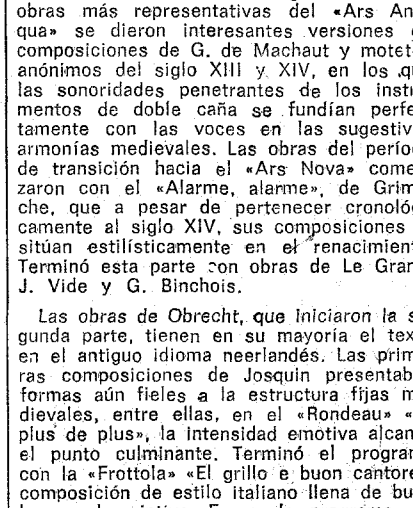 obras más representativas del «Ars An
qua» se dieron interesantes versiones
composiciones de G. de Machaut y motet
anónimos del siglo XIII y XIV, en los qu
las sonoridades penetrantes de los instr
mentos de doble caña se fundían perfe
tamente con las voces en las sugestiv
armonías medievales. Las obras del perío
de transición hacia el «Ars Nova» come
zaron con el «Alarme, alarme», de Grim
che, que a pesar de pertenecer cronoló
camente al siglo XIV, sus composiciones
sitúan estilísticamente en el renacimient
Terminó esta parte con obras de Le Gran
J. Vide y G. Binchois.
Las obras de Obrecht, que iniciaron la s
gunda parte, tienen en su mayoría el tex
en el antiguo idioma neerlandés. Las prim
ras composiciones de Josquin presentab
formas aún fieles a la estructura fijas m
dievales, entre ellas, en el «Rondeau» «
plus de plus», la intensidad emotiva alcan
el punto culminante. Terminó el progran
con la «Frottola» «El grillo e buon cantore
composición de estilo italiano llena de bu